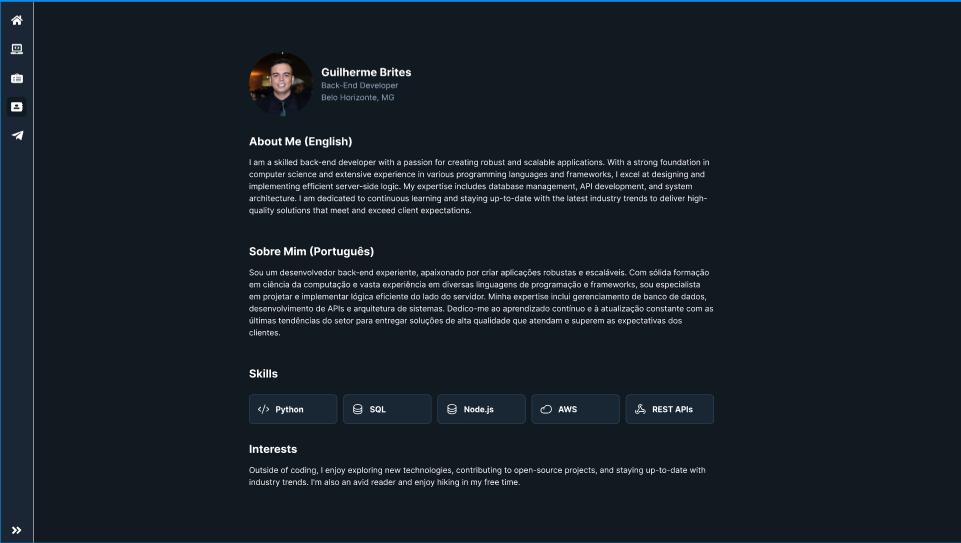 Guilherme Brites
Back-End Developer
Belo Horizonte, MG
About Me (English)
I am a skilled back-end developer with a passion for creating robust and scalable applications. With a strong foundation in
computer science and extensive experience in various programming languages and frameworks, I excel at designing and
implementing efficient server-side logic. My expertise includes database management, API development, and system
architecture. I am dedicated to continuous learning and staying up-to-date with the latest industry trends to deliver high-
quality solutions that meet and exceed client expectations.
Sobre Mim (Português)
Sou um desenvolvedor back-end experiente, apaixonado por criar aplicações robustas e escaláveis. Com sólida formação
em ciência da computação e vasta experiência em diversas linguagens de programação e frameworks, sou especialista
em projetar e implementar lógica eficiente do lado do servidor. Minha expertise inclui gerenciamento de banco de dados,
desenvolvimento de APIs e arquitetura de sistemas. Dedico-me ao aprendizado contínuo e à atualização constante com as
últimas tendências do setor para entregar soluções de alta qualidade que atendam e superem as expectativas dos
clientes.
Skills
Python
SQL
Node.js
AWS
REST APIs
Interests
Outside of coding, I enjoy exploring new technologies, contributing to open-source projects, and staying up-to-date with
industry trends. I'm also an avid reader and enjoy hiking in my free time.